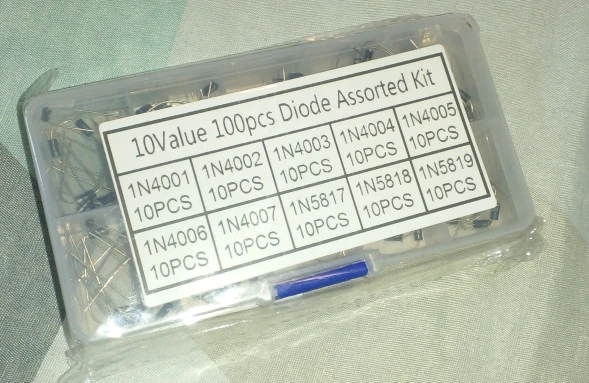 10Value 100pcs Diode Assorted Kit
1N4001 1N4002 1N4003 1N4004 1N4005
10PCS 10PCS 10PCS 10PCS 10PCS
1N4006 1N4007 1N5817 1N5818 1N5819
10PCS 10PCS 10PCS 10PCS 10PCS